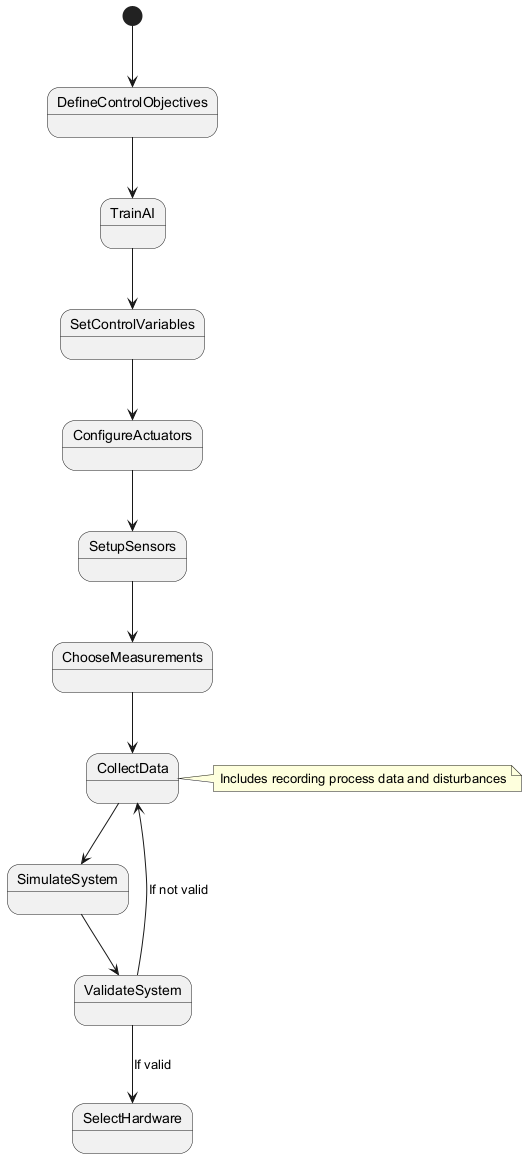 DefineControlObjectives
TrainAI
SetControlVariables
ConfigureActuators
SetupSensors
ChooseMeasurements
CollectData
Includes recording process data and disturbances
SimulateSystem
If not valid
ValidateSystem
If valid
SelectHardware